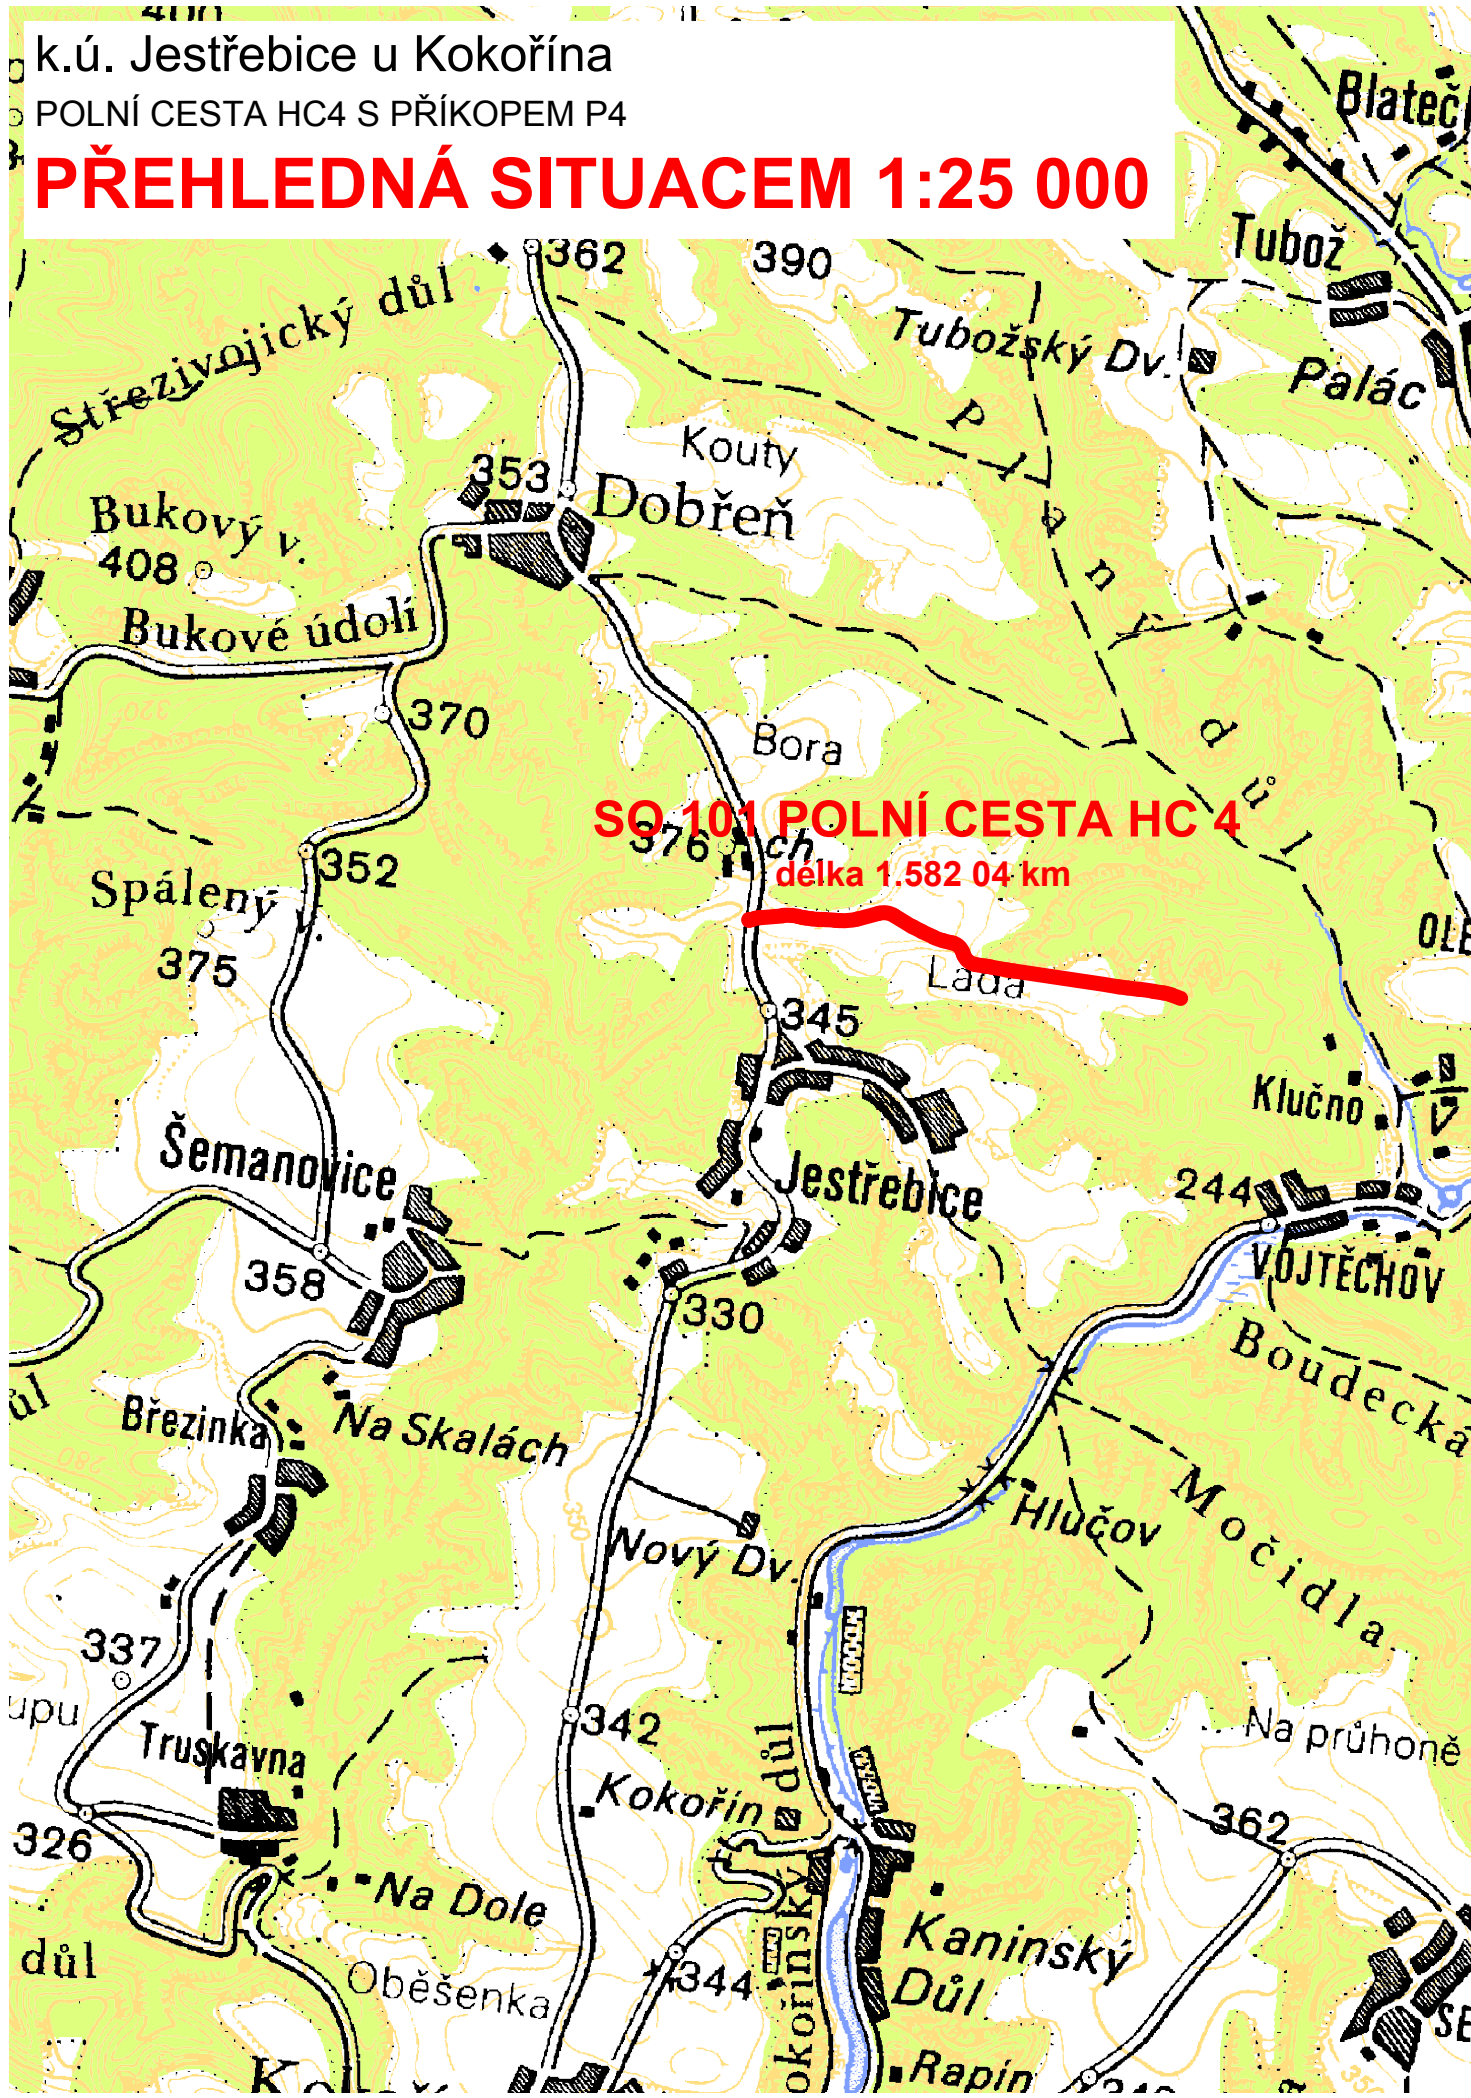 k.ú. Jestřebice u Kokořína
POLNÍ CESTA HC4 S PŘÍKOPEM P4
PŘEHLEDNÁ SITUACEM 1:25 000
Tubož
362
390
Střezivojický důl
Tubožský Dv.
Palác
Planý důl
Kouty
353
Dobřeň
Bukový v.
408
Bukové údolí
370
Bora
SO 101 POLNÍ CESTA HC 4
376
ch.
délka 1.582 04 km
352
Spálený v.
375
Lada
345
Klučno
Šemanovice
Jestřebice
244
VOJTĚCHOV
358
330
Boudecká
Březinka
Na Skalách
350
Močidla
Hlučov
Nový Dv.
337
342
Truskavna
Na průhoně
Kokořín
362
326
Na Dole
Kaninský
Důl
důl
Oběšenka
344
Rapín